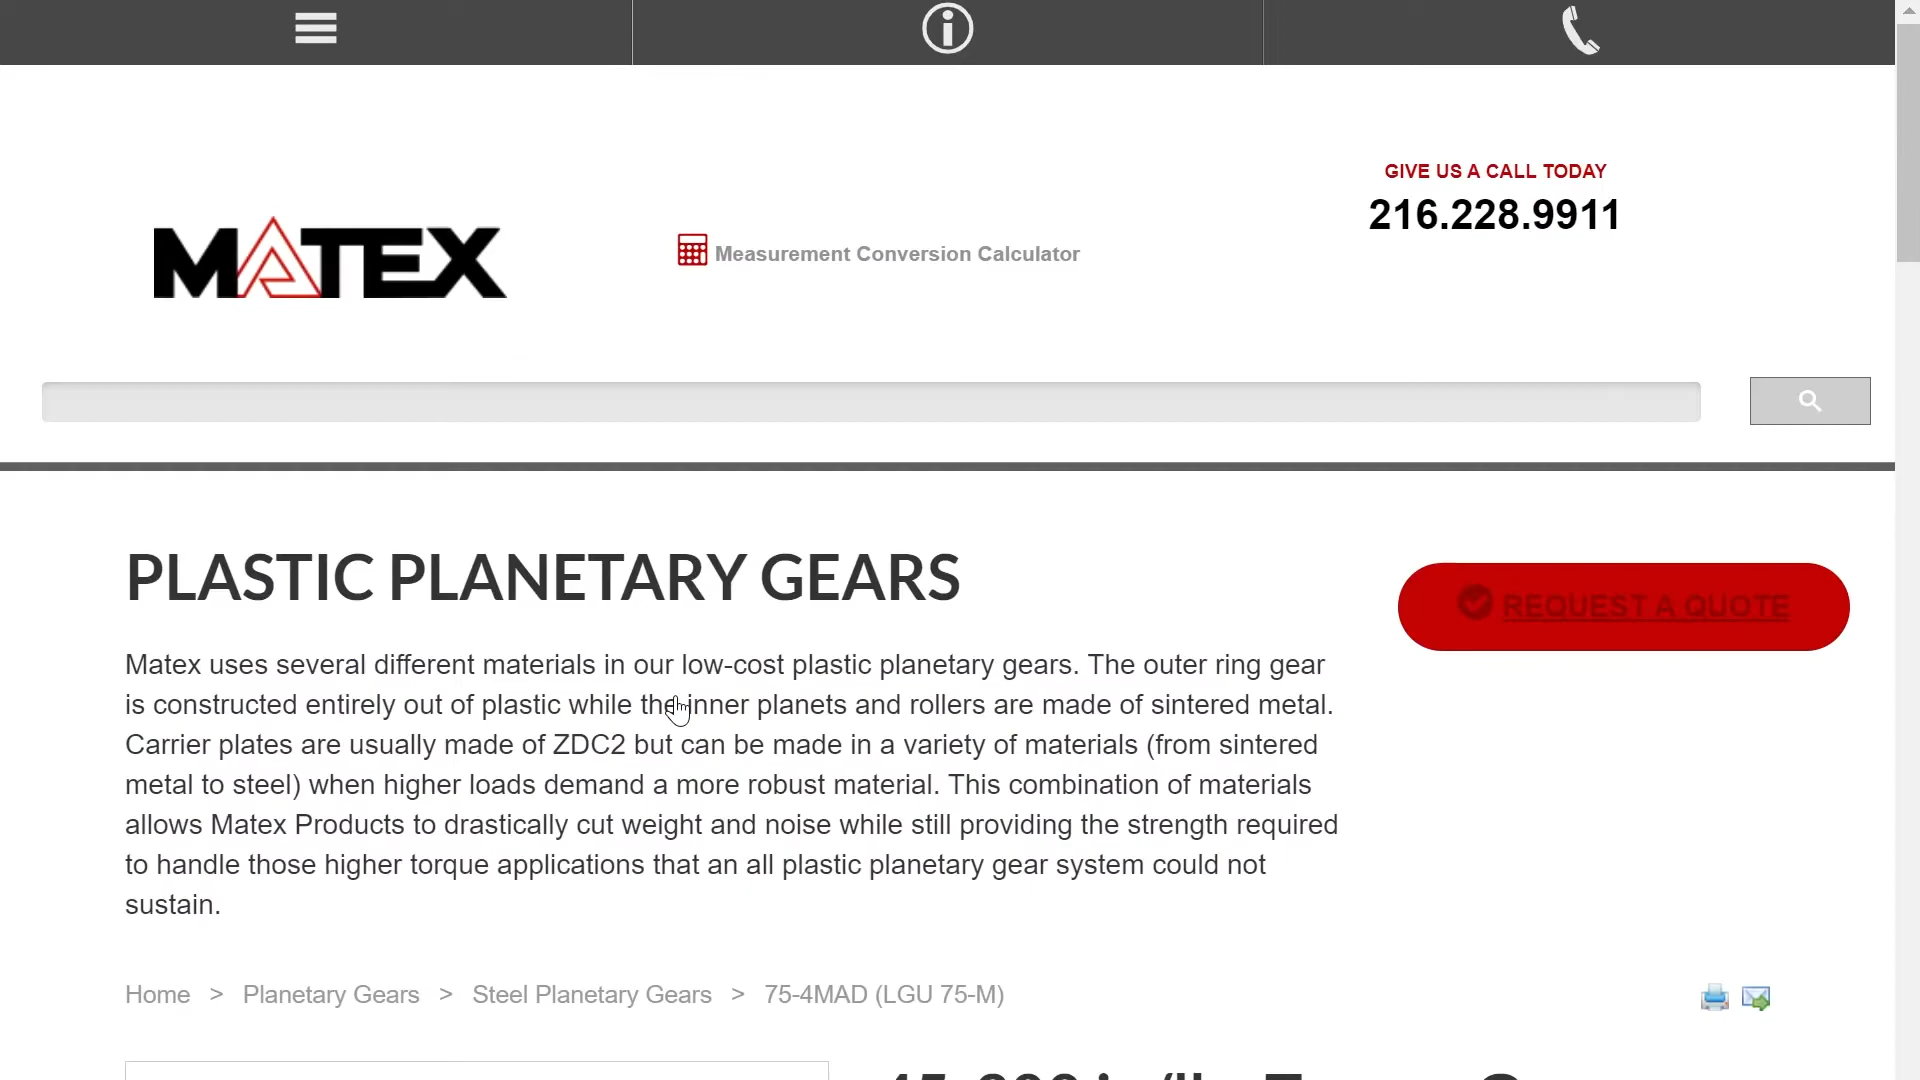 GIVE US A CALL TODAY
216.228.9911
MATEX
Measurement Conversion Calculator
PLASTIC PLANETARY GEARS
REQUEST A QUOTE
Matex uses several different materials in our low-cost plastic planetary gears. The outer ring gear
is constructed entirely out of plastic while the inner planets and rollers are made of sintered metal.
Carrier plates are usually made of ZDC2 but can be made in a variety of materials (from sintered
metal to steel) when higher loads demand a more robust material. This combination of materials
allows Matex Products to drastically cut weight and noise while still providing the strength required
to handle those higher torque applications that an all plastic planetary gear system could not
sustain.
Home > Planetary Gears > Steel Planetary Gears > 75-4MAD (LGU 75-M)